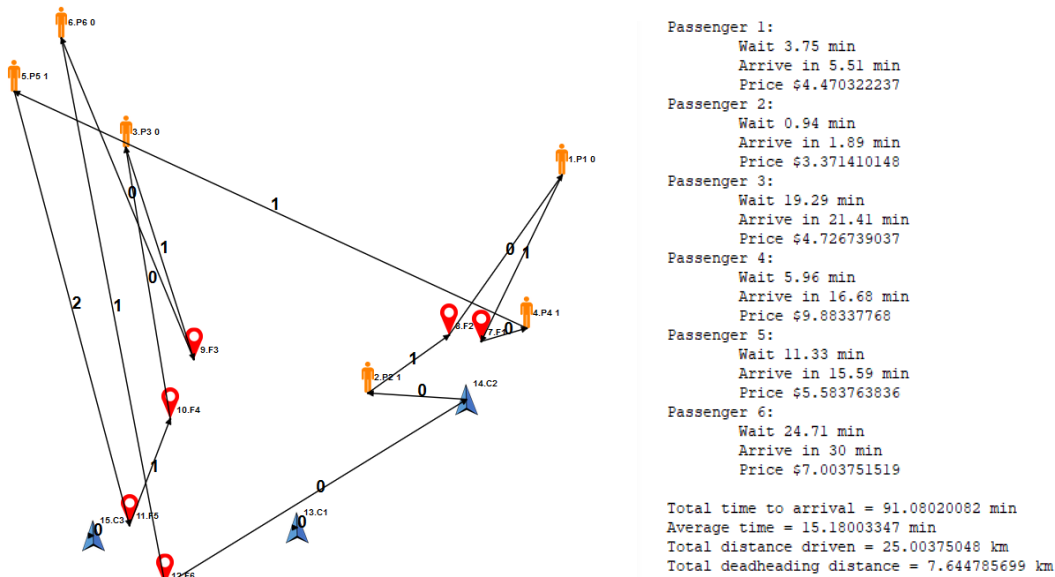 6.P6 0
5.P5 1
3.P3 0
1.P1 0
0
1
0 1
1
0
2
1
4.P4 1
8.F2
7.F1
0
9.F3
1
2.P2 1
0
14.C2
10.F4
1
0
15.C3
0
11.F5
13.C1
0
12.F6
Passenger 1:
Wait 3.75 min
Arrive in 5.51 min
Price $4.470322237
Passenger 2:
Wait 0.94 min
Arrive in 1.89 min
Price $3.371410148
Passenger 3:
Wait 19.29 min
Arrive in 21.41 min
Price $4.726739037
Passenger 4:
Wait 5.96 min
Arrive in 16.68 min
Price $9.88337768
Passenger 5:
Wait 11.33 min
Arrive in 15.59 min
Price $5.583763836
Passenger 6:
Wait 24.71 min
Arrive in 30 min
Price $7.003751519
Total time to arrival = 91.08020082 min
Average time = 15.18003347 min
Total distance driven = 25.00375048 km
Total deadheading distance = 7.644785699 km